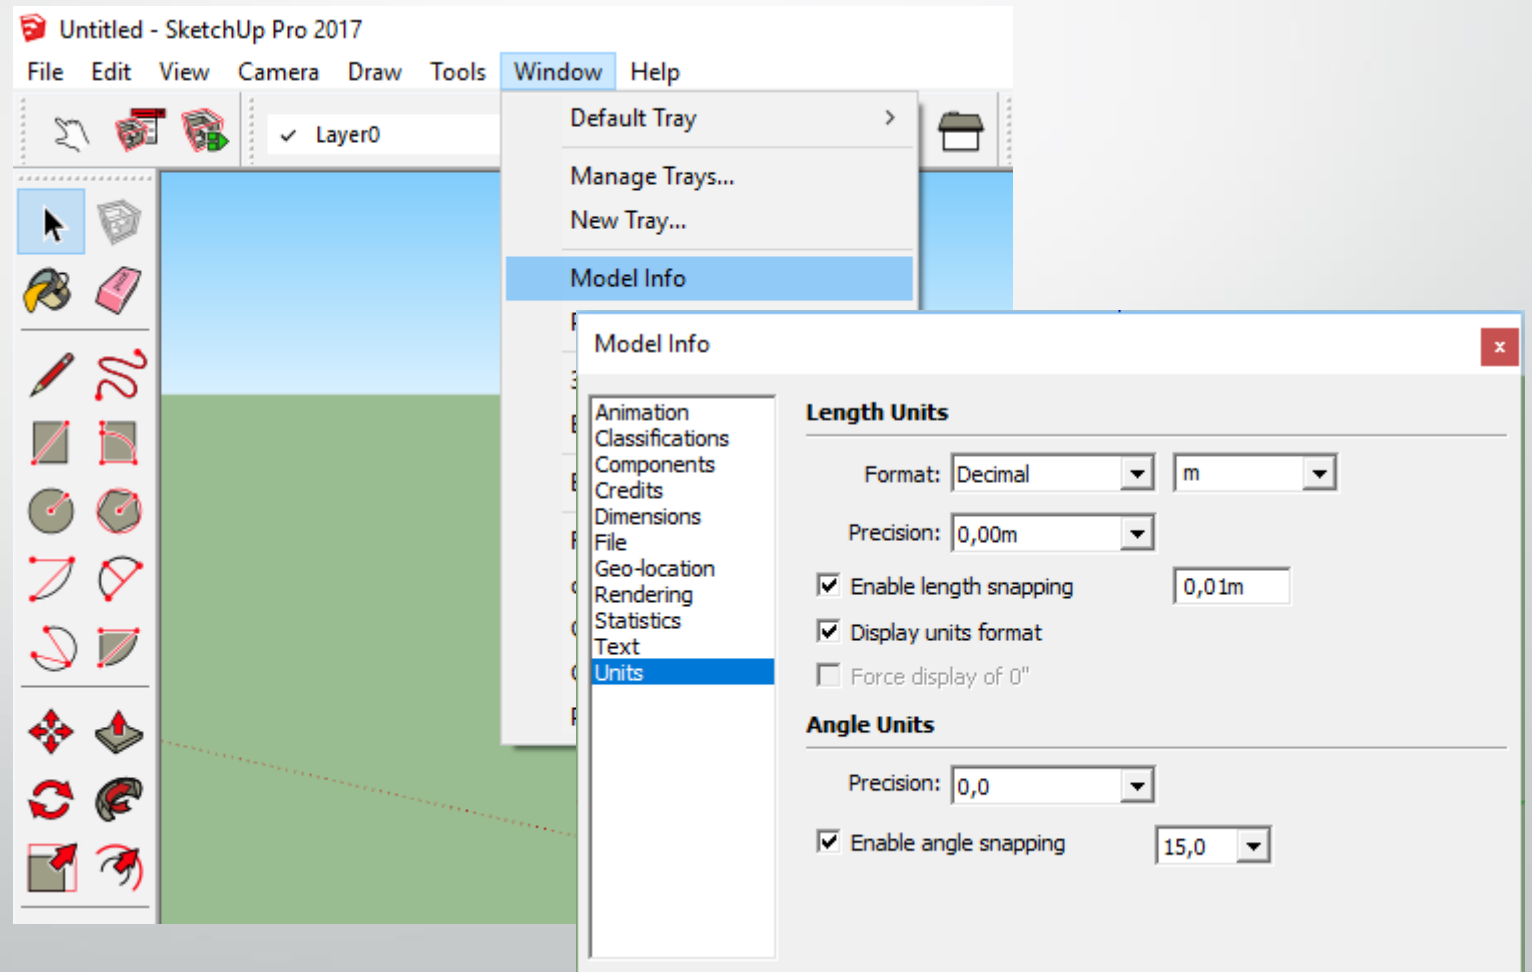 Untitled - SketchUp Pro 2017
File Edit View Camera Draw Tools Window Help
Layer0
Default Tray
Manage Trays...
New Tray...
Model Info
Model Info
Animation
Classifications
Components
Credits
Dimensions
File
Geo-location
Rendering
Statistics
Text
Units
Length Units
Format: Decimal m
Precision: 0,00m
Enable length snapping 0,01m
Display units format
Force display of 0"
Angle Units
Precision: 0,0
Enable angle snapping 15,0